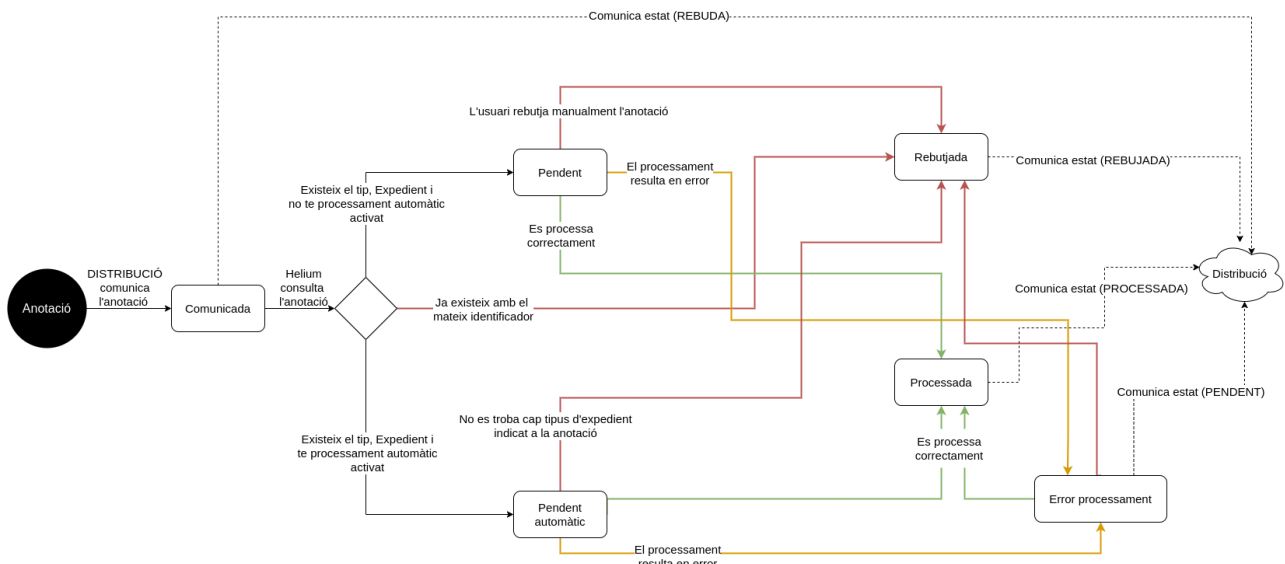 Comunica estat (REBUDA)
L'usuari rebutja manualment l'anotació
Pendent
El processament
resulta en error
Rebutjada
Comunica estat (REBUJADA)
Existeix el tip, Expedient i
no te processament automàtic
activat
Es processa
correctament
DISTRIBUCIÓ
comunica
l'anotació
Helium
consulta
l'anotació
Distribució
Anotació
Comunicada
Ja existeix amb el
mateix identificador
Comunica estat (PROCESSADA)
Processada
Comunica estat (PENDENT)
No es troba cap tipus d'expedient
indicat a la anotació
Existeix el tip, Expedient i
te processament automàtic
activat
Es processa
correctament
Pendent
automàtic
Error processament
El processament
resulta en error